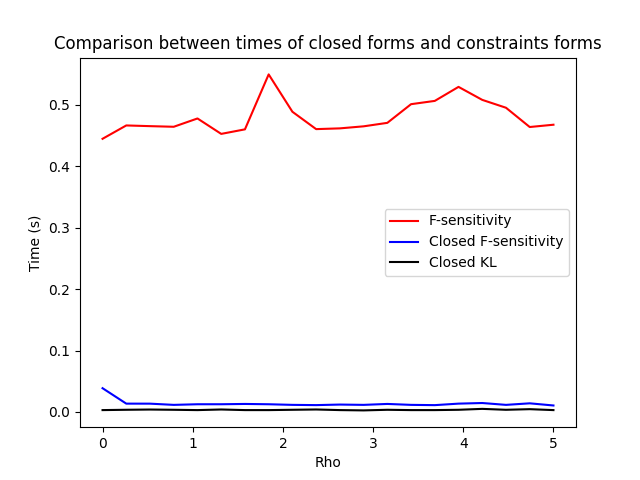 Comparison between times of closed forms and constraints forms
0.5
0.4
0.3
0.2
0.1
0.0
Time (s)
F-sensitivity
Closed F-sensitivity
Closed KL
0 1 2 3 4 5
Rho